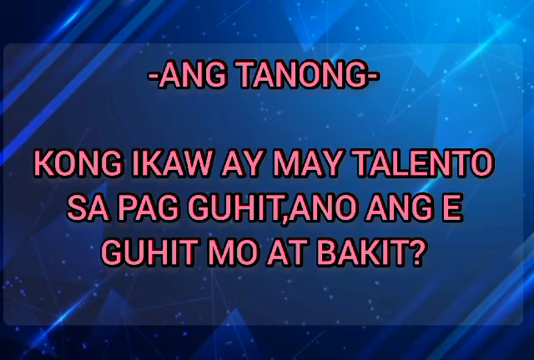 -ANG TANONG-
KONG IKAW AY MAY TALENTO
SA PAG GUHIT,ANO ANG E
GUHIT MO AT BAKIT?